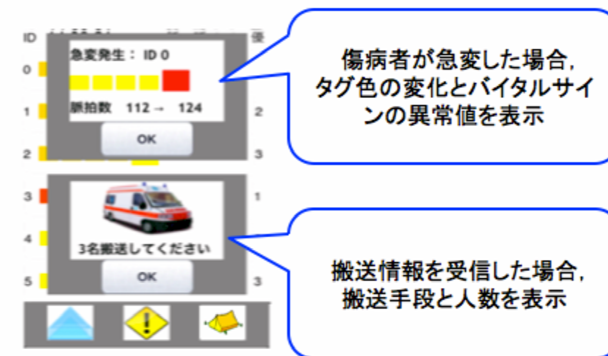 ID
優
急変発生： ID 0
0
脈拍数 112→ 124
1
2
OK
2
3
3
1
3名搬送してください
4
OK
5
3
傷病者が急変した場合，
タグ色の変化とバイタルサイ
ンの異常値を表示
搬送情報を受信した場合，
搬送手段と人数を表示